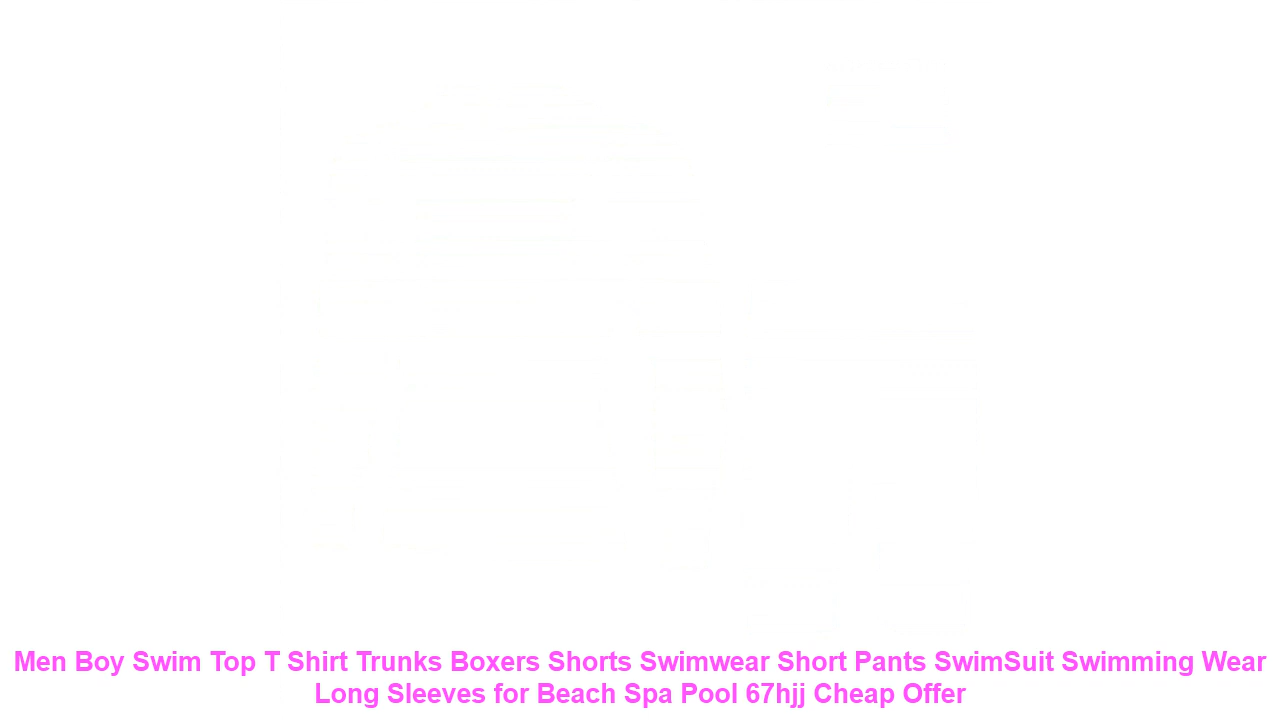 Men Boy Swim Top T Shirt Trunks Boxers Shorts Swimwear Short Pants SwimSuit Swimming Wear
Long Sleeves for Beach Spa Pool 67hjj Cheap Offer